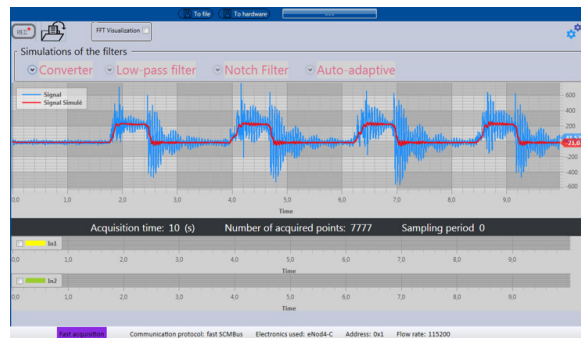 To file To hardware
REC
FFT Visualization
Simulations of the filters
Converter Low-pass filter Notch Filter Auto-adaptive
Signal
Signal Simulé
600
400
200
-21,0
-200
-400
-600
0,0 1,0 2,0 3,0 4,0 5,0 6,0 7,0 8,0 9,0
Time
Acquisition time: 10 (s) Number of acquired points: 7777 Sampling period 0
In1
0,0 1,0 2,0 3,0 4,0 5,0 6,0 7,0 8,0 9,0
Time
In2
0,0 1,0 2,0 3,0 4,0 5,0 6,0 7,0 8,0 9,0
Time
Fast acquisition Communication protocol: fast SCMBus Electronics used: eNod4-C Address: 0x1 Flow rate: 115200